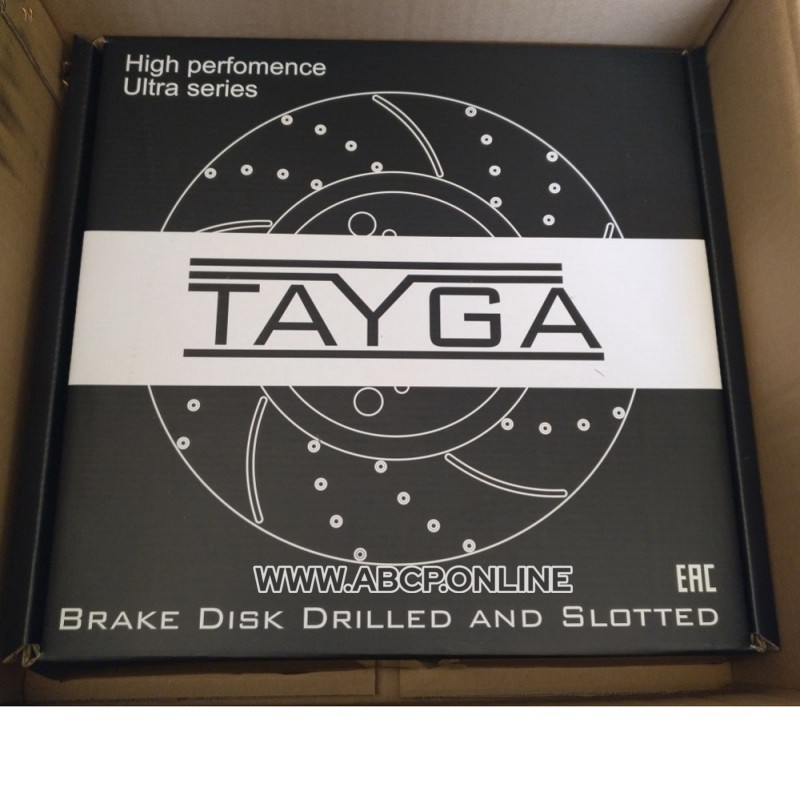 High perfomence
Ultra series
TAYGA
WWW.ABCP.ONLINE
EAC
BRAKE DISK DRILLED AND SLOTTED